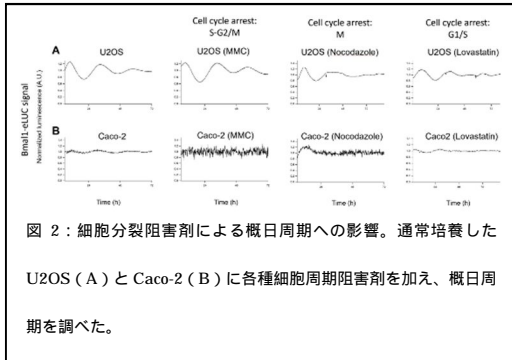 Cell cycle arrest:
S-G2/M
Cell cycle arrest:
M
Cell cycle arrest:
G1/S
A
U2OS
U2OS (MMC)
U2OS (Nocodazole)
U2OS (Lovastatin)
Bmal1-eLUC signal
Normalized luminescence (A.U.)
B
Caco-2
Caco-2 (MMC)
Caco-2 (Nocodazole)
Caco2 (Lovastatin)
Time (h)
Time (h)
Time (h)
Time (h)
図 2：細胞分裂阻害剤による概日周期への影響。通常培養した
U2OS（A）と Caco-2（B）に各種細胞周期阻害剤を加え、概日周
期を調べた。